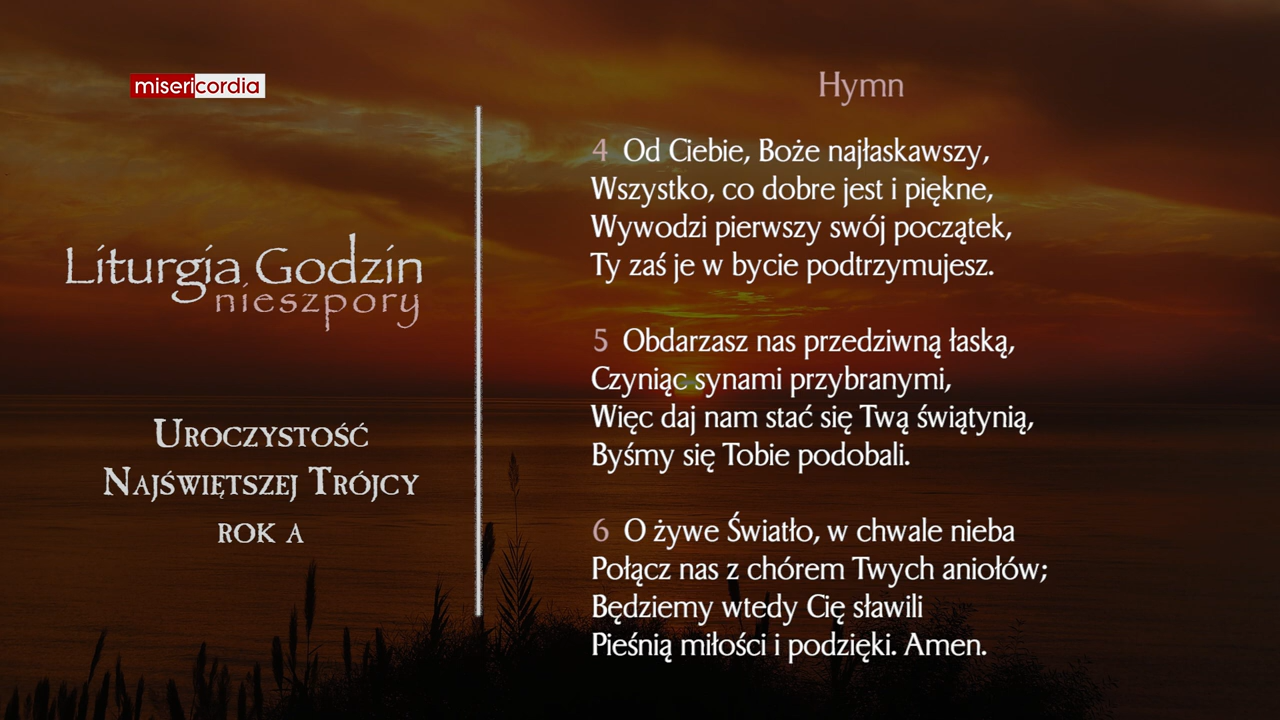 misericordia
Liturgia Godzin
nieszpory
Uroczystość
Najświętszej Trójcy
rok a
Hymn
4 Od Ciebie, Boże najłaskawszy,
Wszystko, co dobre jest i piękne,
Wywodzi pierwszy swój początek,
Ty zaś je w bycie podtrzymujesz.
5 Obdarzasz nas przedziwną łaską,
Czyniąc synami przybranymi,
Więc daj nam stać się Twą świątynią,
Byśmy się Tobie podobali.
6 O żywe Światło, w chwale nieba
Połącz nas z chórem Twych aniołów;
Będziemy wtedy Cię sławili
Pieśnią miłości i podzięki. Amen.